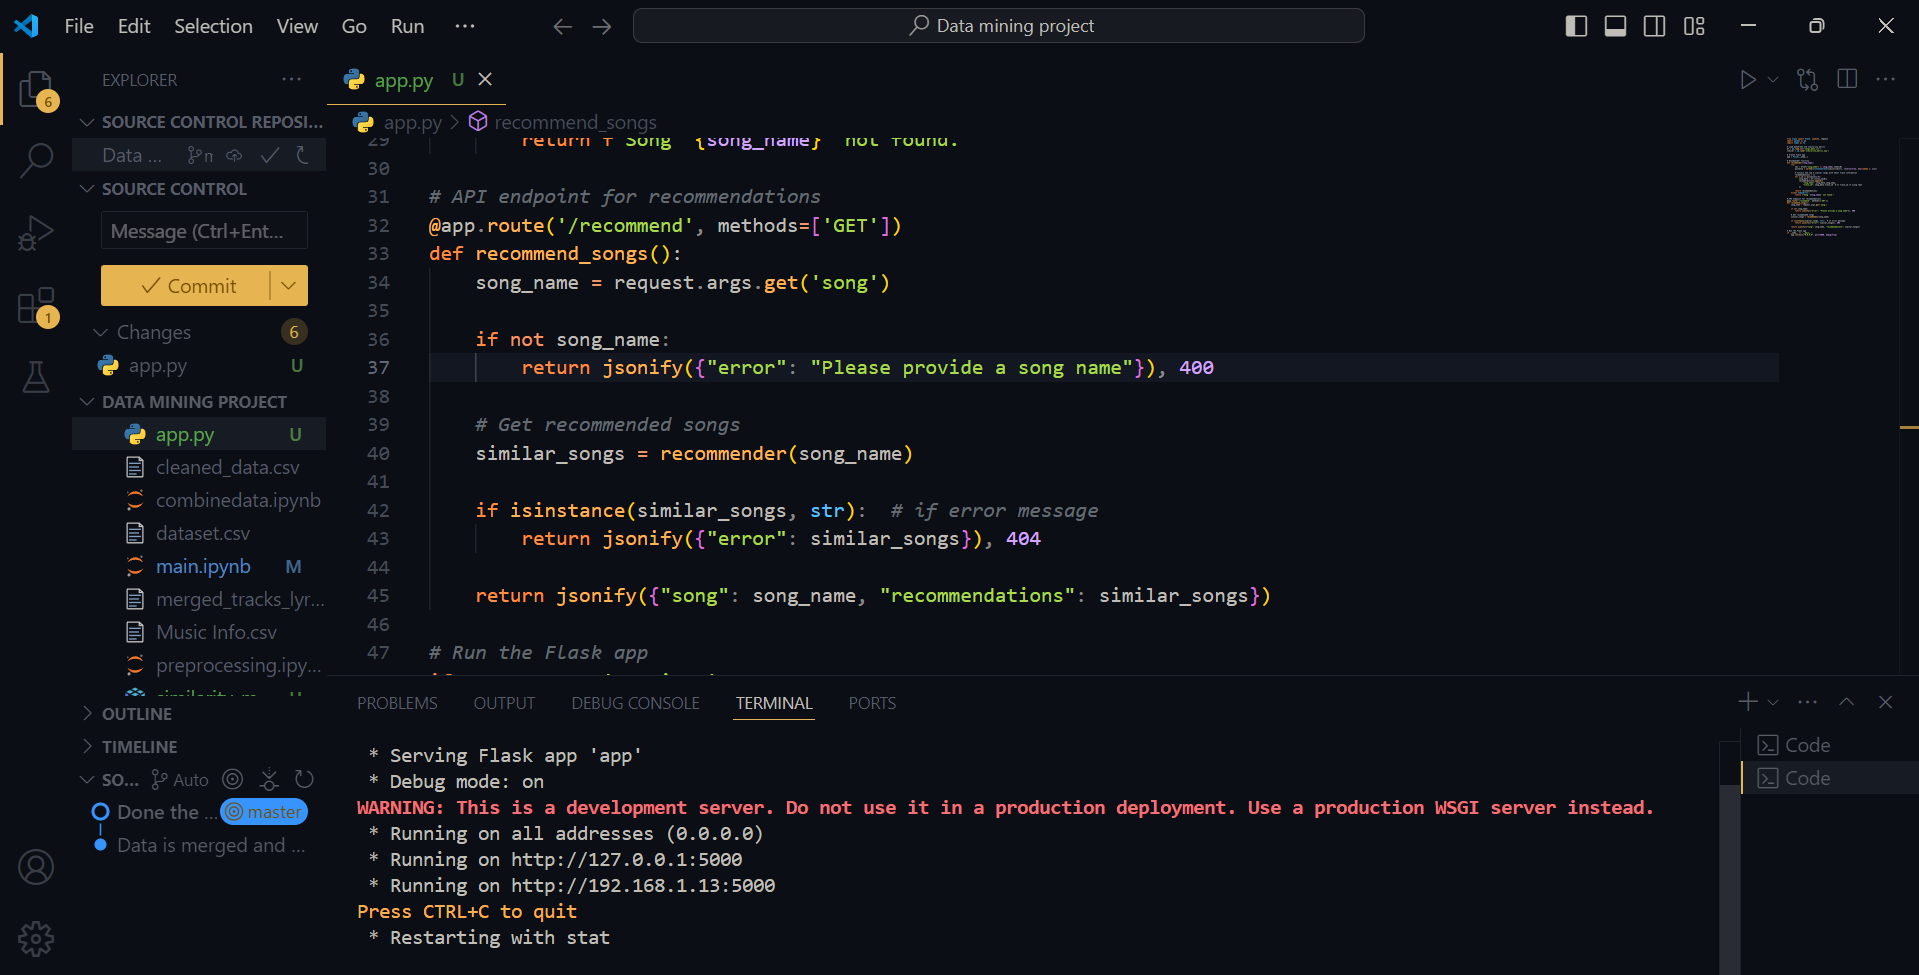 File Edit Selection View Go Run ···
Data mining project
EXPLORER ···
6
SOURCE CONTROL REPOSI...
Data ...
SOURCE CONTROL
Message (Ctrl+Ent...
Commit
Changes 6
app.py U
1
DATA MINING PROJECT
app.py U
cleaned_data.csv
combinedata.ipynb
dataset.csv
main.ipynb M
merged_tracks_lyr...
Music Info.csv
preprocessing.ipy...
OUTLINE
TIMELINE
SO... Auto
Done the ... master
Data is merged and ...
app.py U
app.py > recommend_songs
29 return f"Song '{song_name}' not found."
30
31 # API endpoint for recommendations
32 @app.route('/recommend', methods=['GET'])
33 def recommend_songs():
34 song_name = request.args.get('song')
35
36 if not song_name:
37 return jsonify({"error": "Please provide a song name"}), 400
38
39 # Get recommended songs
40 similar_songs = recommender(song_name)
41
42 if isinstance(similar_songs, str):  # if error message
43 return jsonify({"error": similar_songs}), 404
44
45 return jsonify({"song": song_name, "recommendations": similar_songs})
46
47 # Run the Flask app
PROBLEMS OUTPUT DEBUG CONSOLE TERMINAL PORTS
* Serving Flask app 'app'
* Debug mode: on
WARNING: This is a development server. Do not use it in a production deployment. Use a production WSGI server instead.
* Running on all addresses (0.0.0.0)
* Running on http://127.0.0.1:5000
* Running on http://192.168.1.13:5000
Press CTRL+C to quit
* Restarting with stat
Code
Code